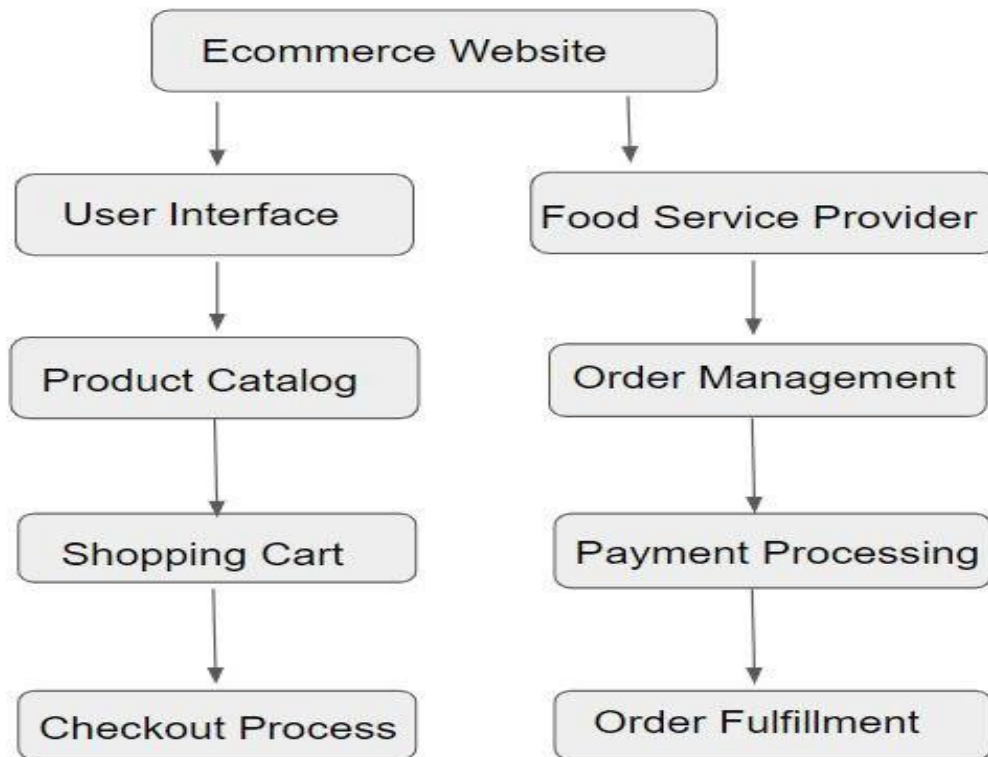 Ecommerce Website
User Interface
Food Service Provider
Product Catalog
Order Management
Shopping Cart
Payment Processing
Checkout Process
Order Fulfillment